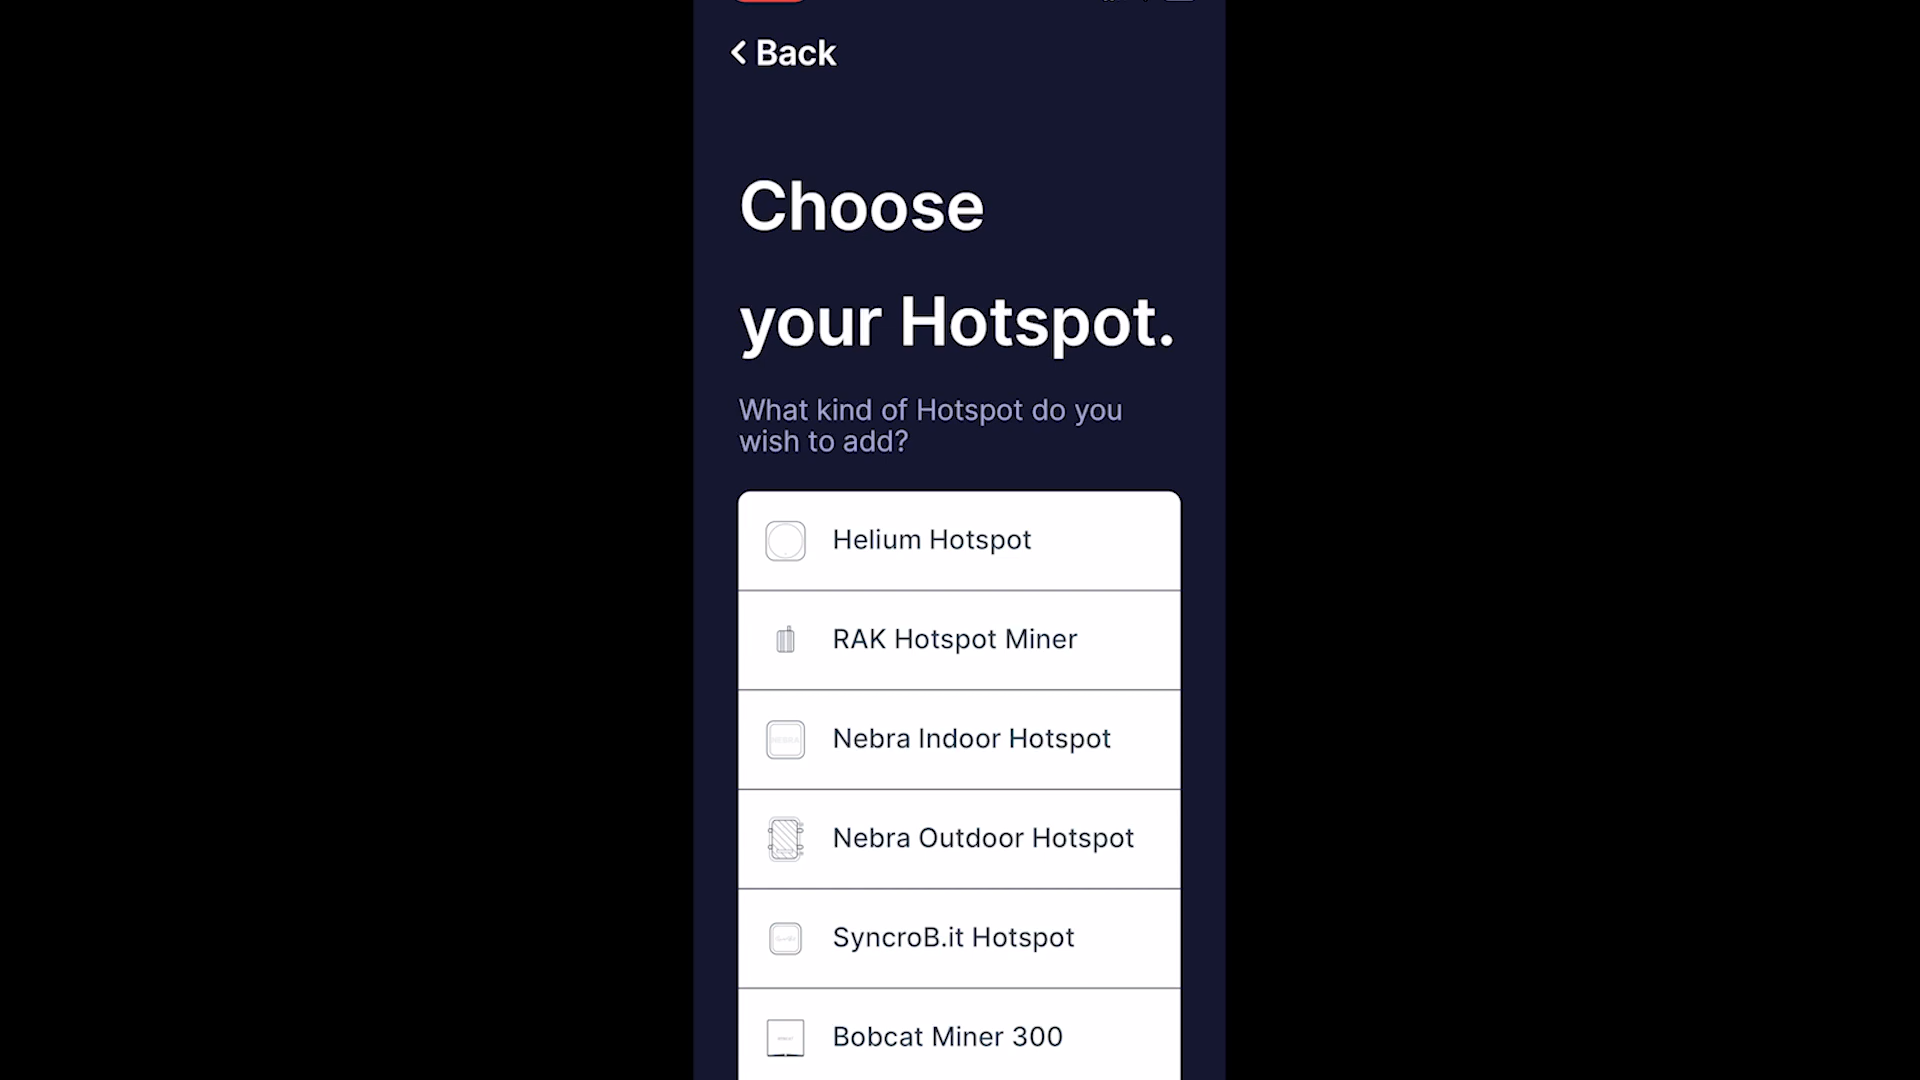 Back
Choose
your Hotspot.
What kind of Hotspot do you
wish to add?
Helium Hotspot
RAK Hotspot Miner
Nebra Indoor Hotspot
Nebra Outdoor Hotspot
SyncroB.it Hotspot
Bobcat Miner 300